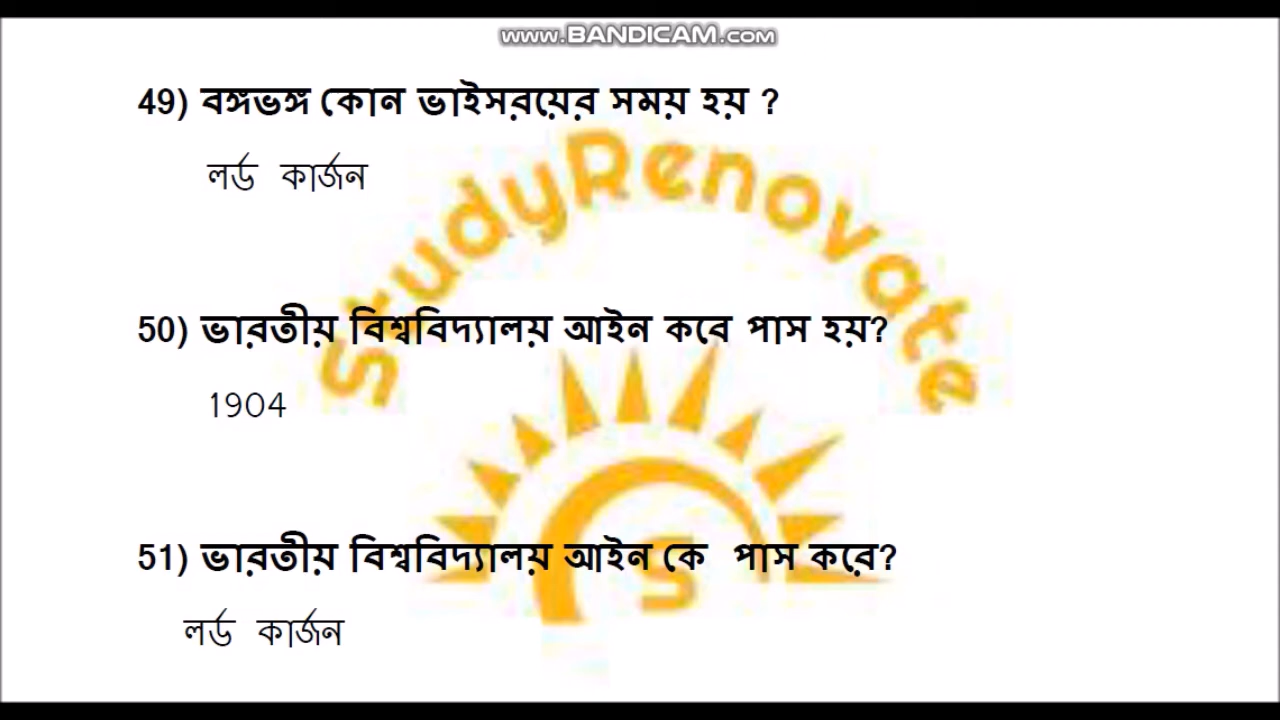 www.BANDICAM.com
49) বঙ্গভঙ্গ কোন ভাইসরয়ের সময় হয় ?
লর্ড কার্জন
StudyRenovate
50) ভারতীয় বিশ্ববিদ্যালয় আইন কবে পাস হয়?
1904
51) ভারতীয় বিশ্ববিদ্যালয় আইন কে পাস করে?
S
লর্ড কার্জন